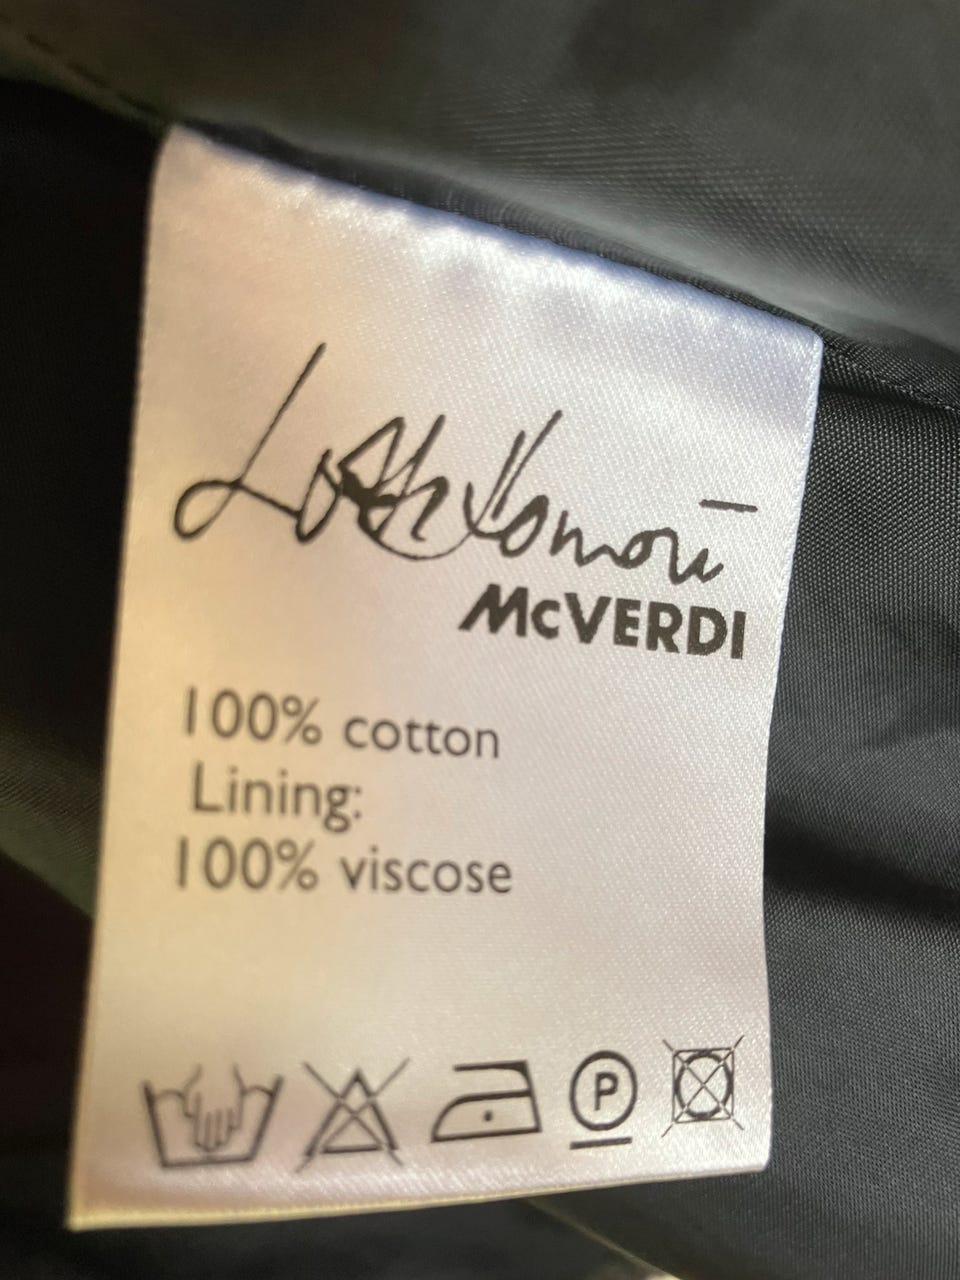 McVERDI
100% cotton
Lining:
100% viscose
P